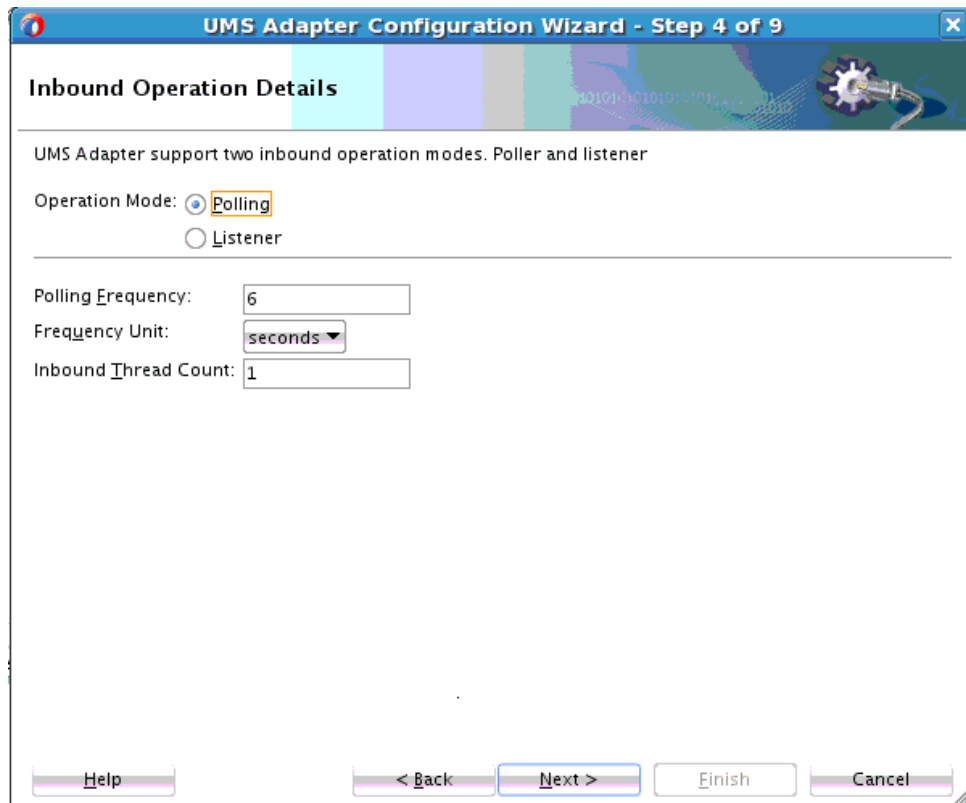 UMS Adapter Configuration Wizard - Step 4 of 9
Inbound Operation Details
UMS Adapter support two inbound operation modes. Poller and listener
Operation Mode: Polling
Listener
Polling Frequency: 6
Frequency Unit: seconds
Inbound Thread Count: 1
Help < Back Next > Finish Cancel